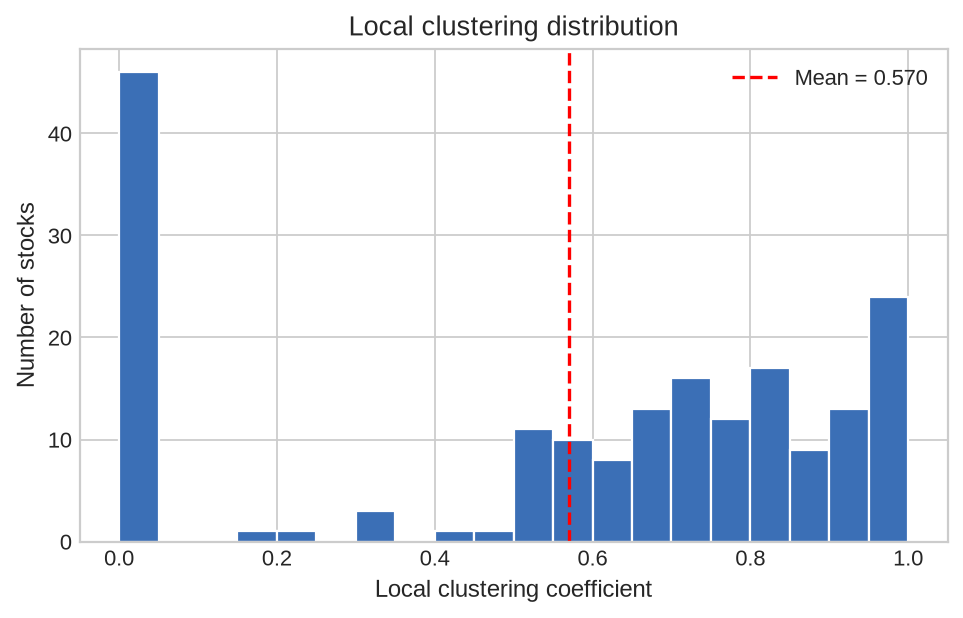 Local clustering distribution
Mean = 0.570
Number of stocks
40
30
20
10
0
0.0 0.2 0.4 0.6 0.8 1.0
Local clustering coefficient